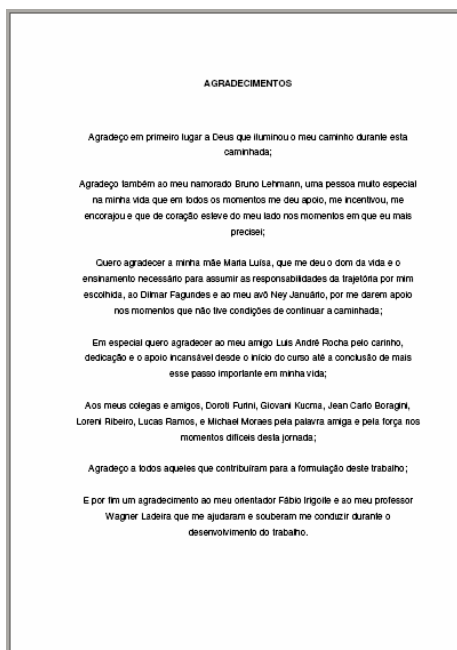 AGRADECIMENTOS
Agradeço em primeiro lugar a Deus que iluminou o meu caminho durante esta
caminhada;
Agradeço também ao meu namorado Bruno Lehmann, uma pessoa muito especial
na minha vida que em todos os momentos me deu apoio, me incentivou, me
encorajou e que de coração esteve do meu lado nos momentos em que eu mais
precisei;
Quero agradecer a minha mãe Maria Luísa, que me deu o dom da vida e o
ensinamento necessário para assumir as responsabilidades da trajetória por mim
escolhida, ao Dilmar Fagundes e ao meu avô Ney Januário, por me darem apoio
nos momentos que não tive condições de continuar a caminhada;
Em especial quero agradecer ao meu amigo Luis André Rocha pelo carinho,
dedicação e o apoio incansável desde o início do curso até a conclusão de mais
esse passo importante em minha vida;
Aos meus colegas e amigos, Doroti Furini, Giovani Kucma, Jean Carlo Boragini,
Loreni Ribeiro, Lucas Ramos, e Michael Moraes pela palavra amiga e pela força nos
momentos difíceis desta jornada;
Agradeço a todos aqueles que contribuíram para a formulação deste trabalho;
E por fim um agradecimento ao meu orientador Fábio Irigoite e ao meu professor
Wagner Ladeira que me ajudaram e souberam me conduzir durante o
desenvolvimento do trabalho.